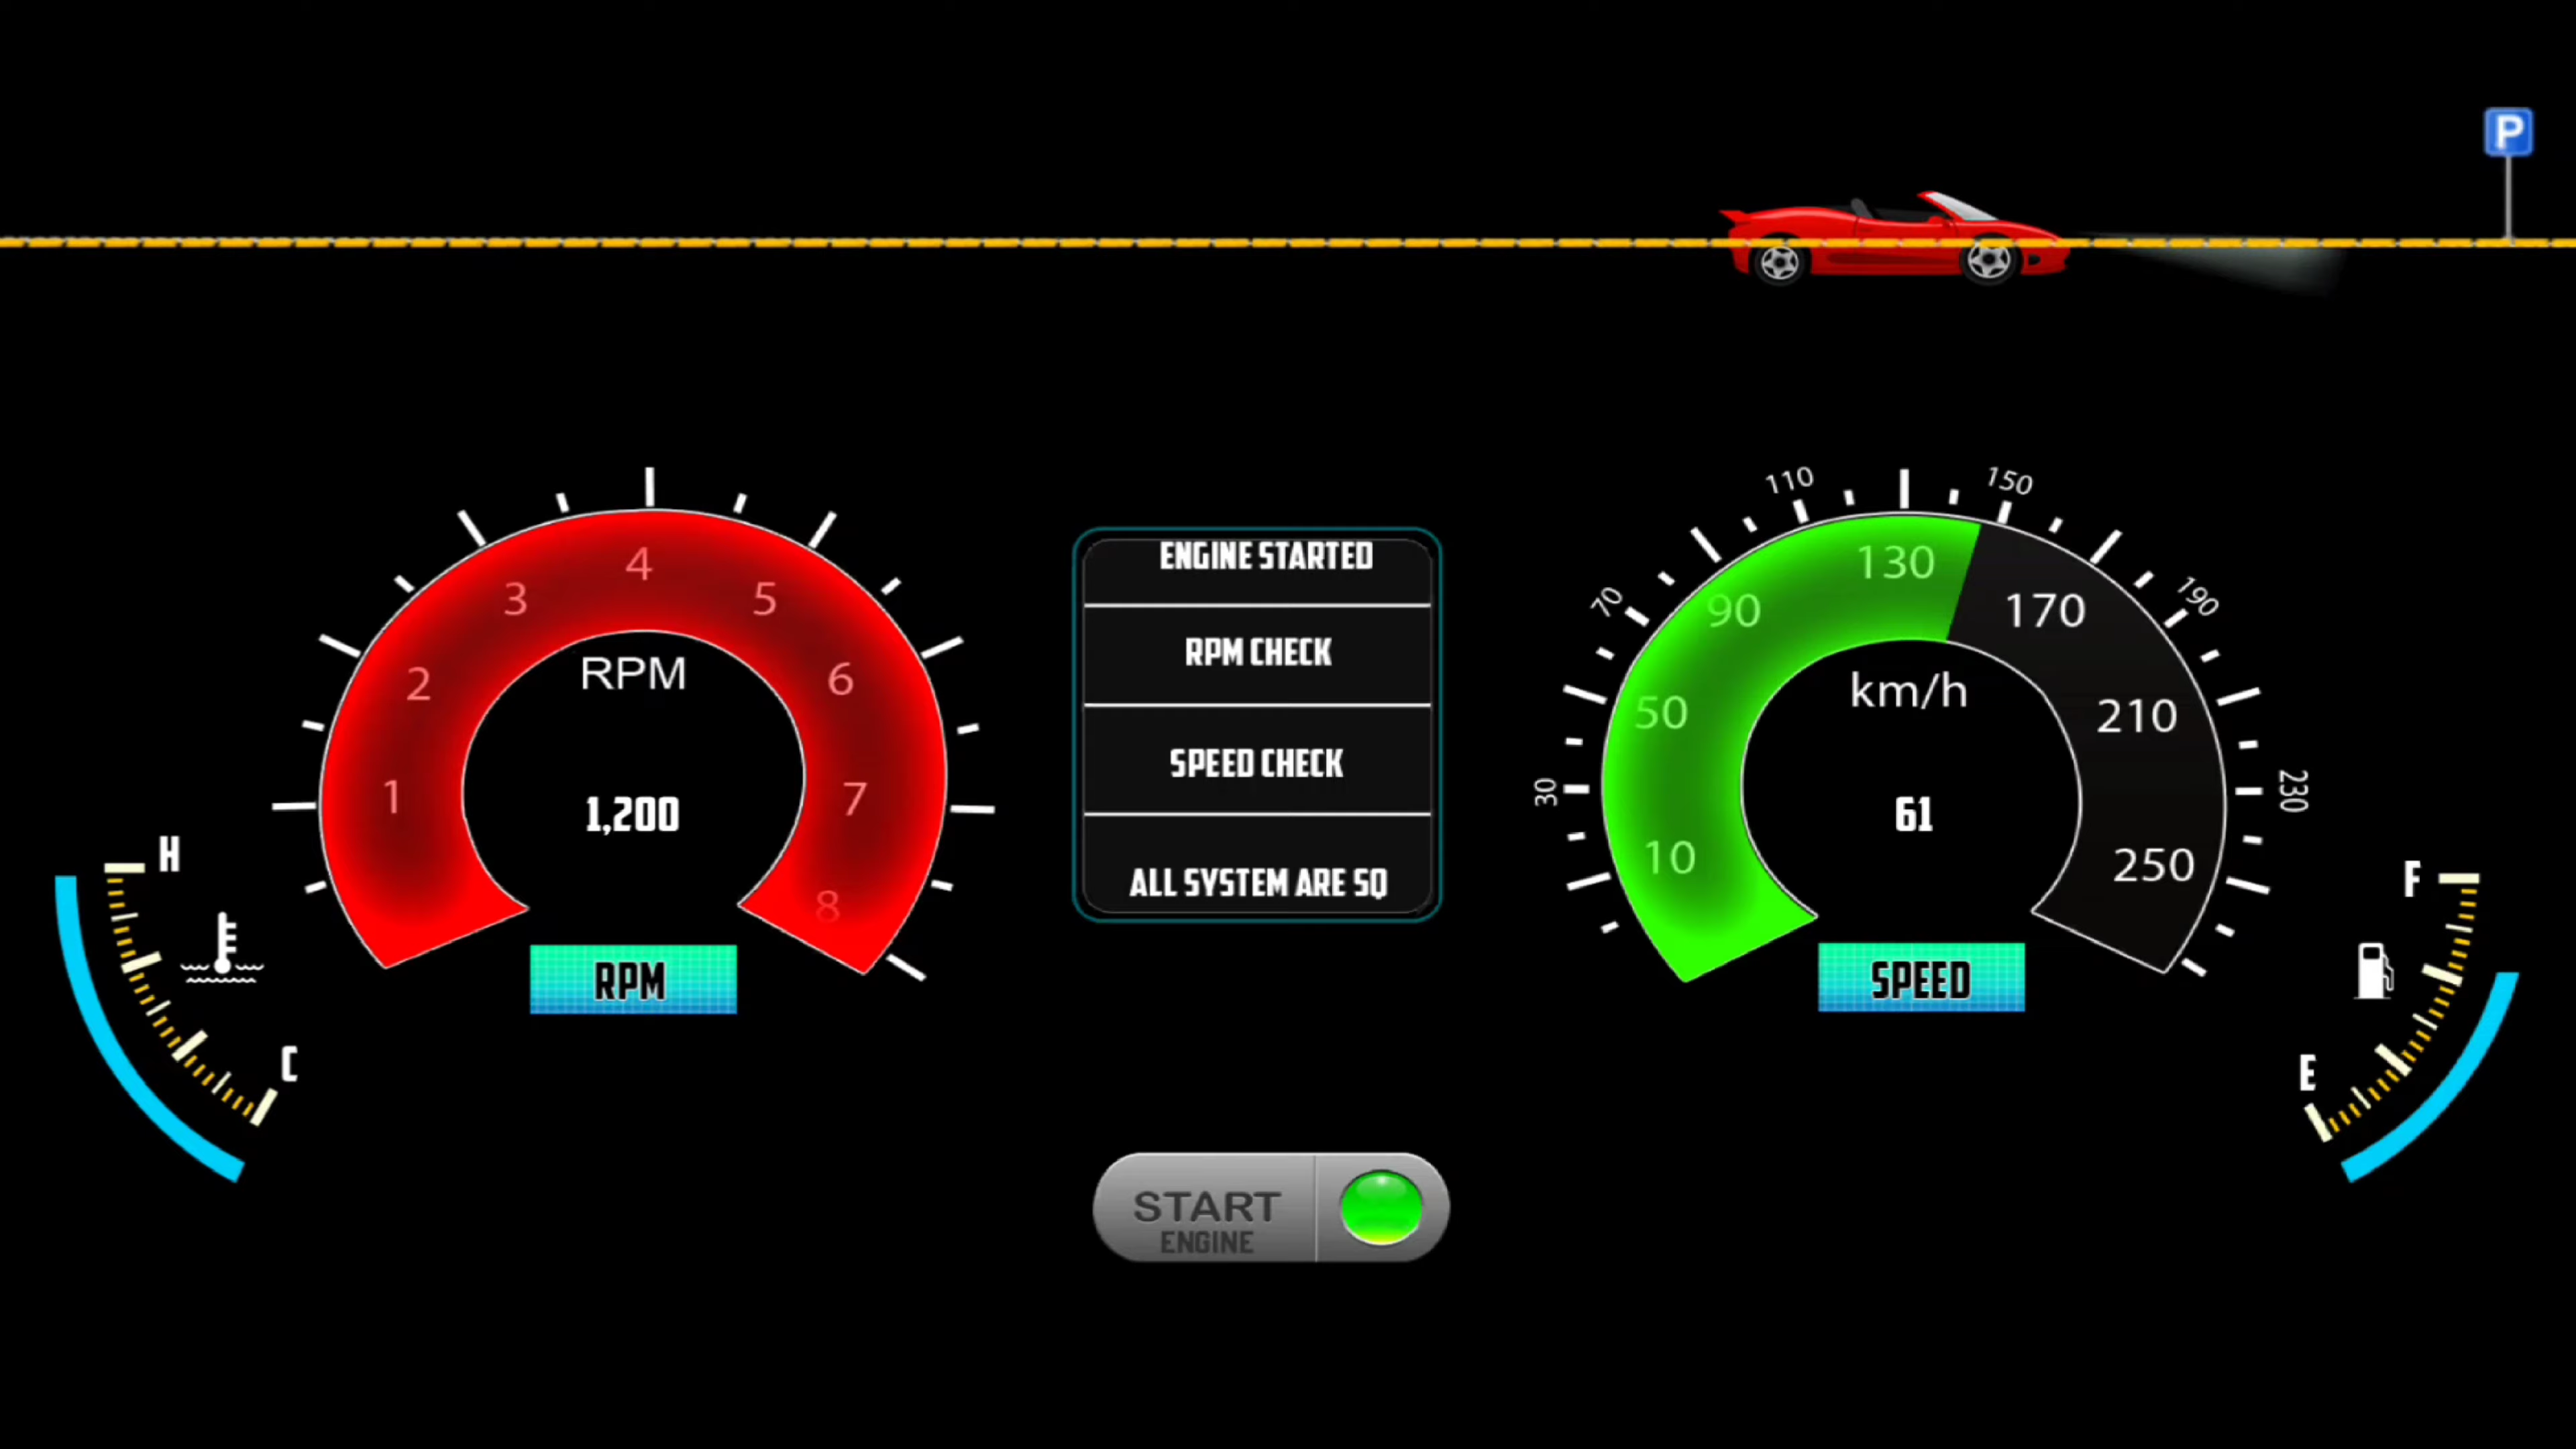 P
ENGINE STARTED
RPM CHECK
SPEED CHECK
ALL SYSTEM ARE SQ
1
2
3
4
5
6
7
8
RPM
1,200
RPM
10
30
50
70
90
110
130
150
170
190
210
230
250
km/h
61
SPEED
H
C
F
E
START
ENGINE